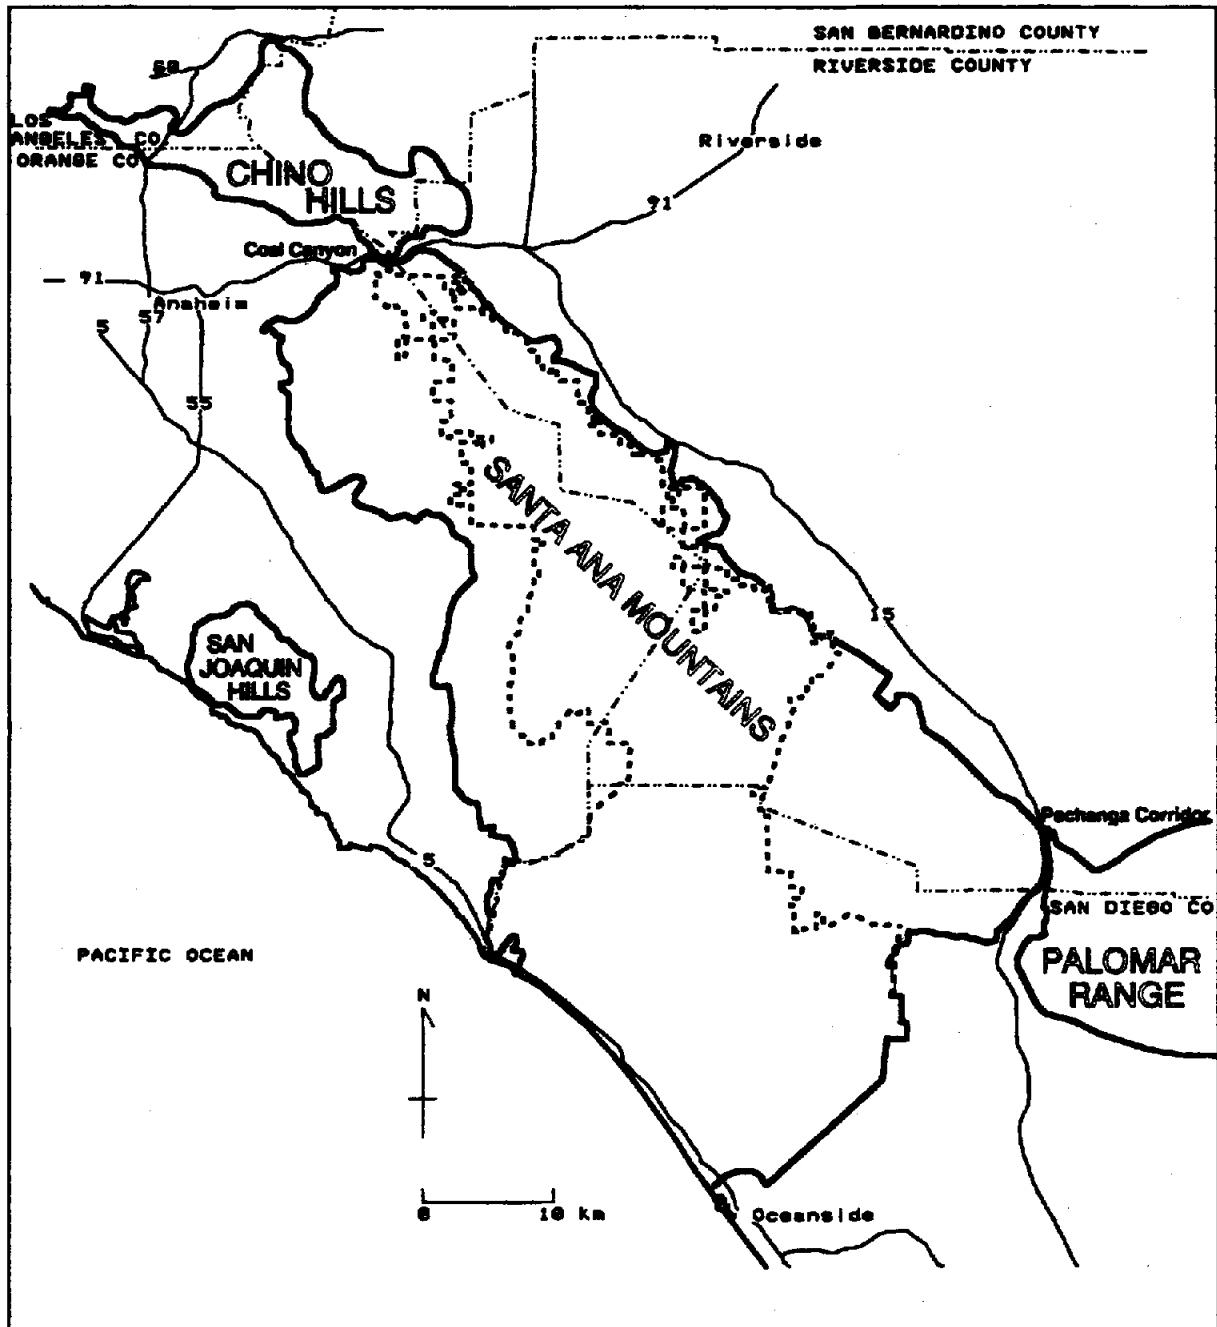 SAN BERNARDINO COUNTY
RIVERSIDE COUNTY
LOS
ANGELES CO
ORANGE CO
Riverside
CHINO
HILLS
91
Coal Canyon
91
Anaheim
57
5
55
SANTA ANA MOUNTAINS
15
SAN
JOAQUIN
HILLS
Pechanga Corridor
5
SAN DIEGO CO
PACIFIC OCEAN
PALOMAR
RANGE
N
0 10 km
Oceanside